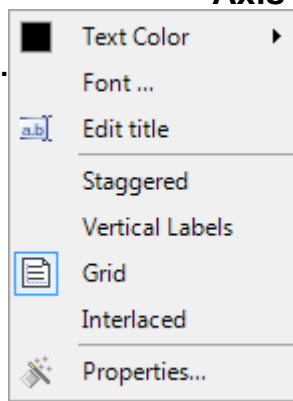 Axis
.
Text Color
Font ...
a.b
Edit title
Staggered
Vertical Labels
Grid
Interlaced
Properties...